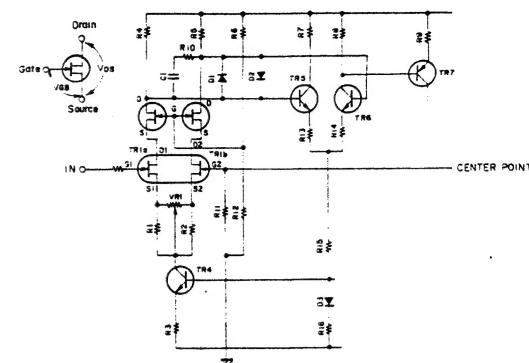 Drain
Gate
VDS
VGS
Source
R4
R5
R6
R7
R8
R9
R10
C1
D1
D2
TR5
TR6
TR7
D
G
D
S
S
R13
R14
TR1a
D1
D2
TR1b
IN
G1
G2
CENTER POINT
S1
S2
VR1
R1
R2
R11
R12
R15
TR4
D3
R3
R16